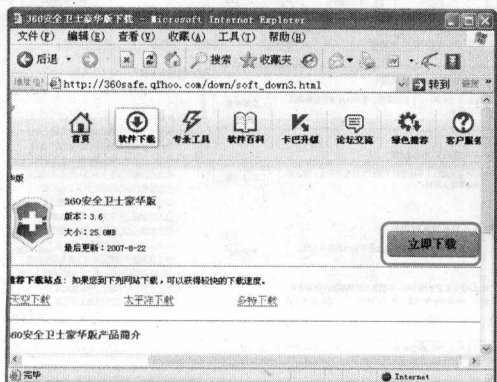 360安全卫士豪华版下载 - Microsoft Internet Explorer
文件(F) 编辑(E) 查看(V) 收藏(A) 工具(T) 帮助(H)
后退 搜索 收藏夹
http://360safe.qihoo.com/down/soft_down3.html 转到 »
首页 软件下载 专杀工具 软件百科 卡巴升级 论坛交流 绿色推荐 客户服务
360安全卫士豪华版
版本：3.6
大小：25.6MB
最后更新：2007-8-22
立即下载
推荐下载站点：如果您到下列网站下载，可以获得较快的下载速度。
天空下载 太平洋下载 多特下载
360安全卫士豪华版产品简介
完毕 Internet